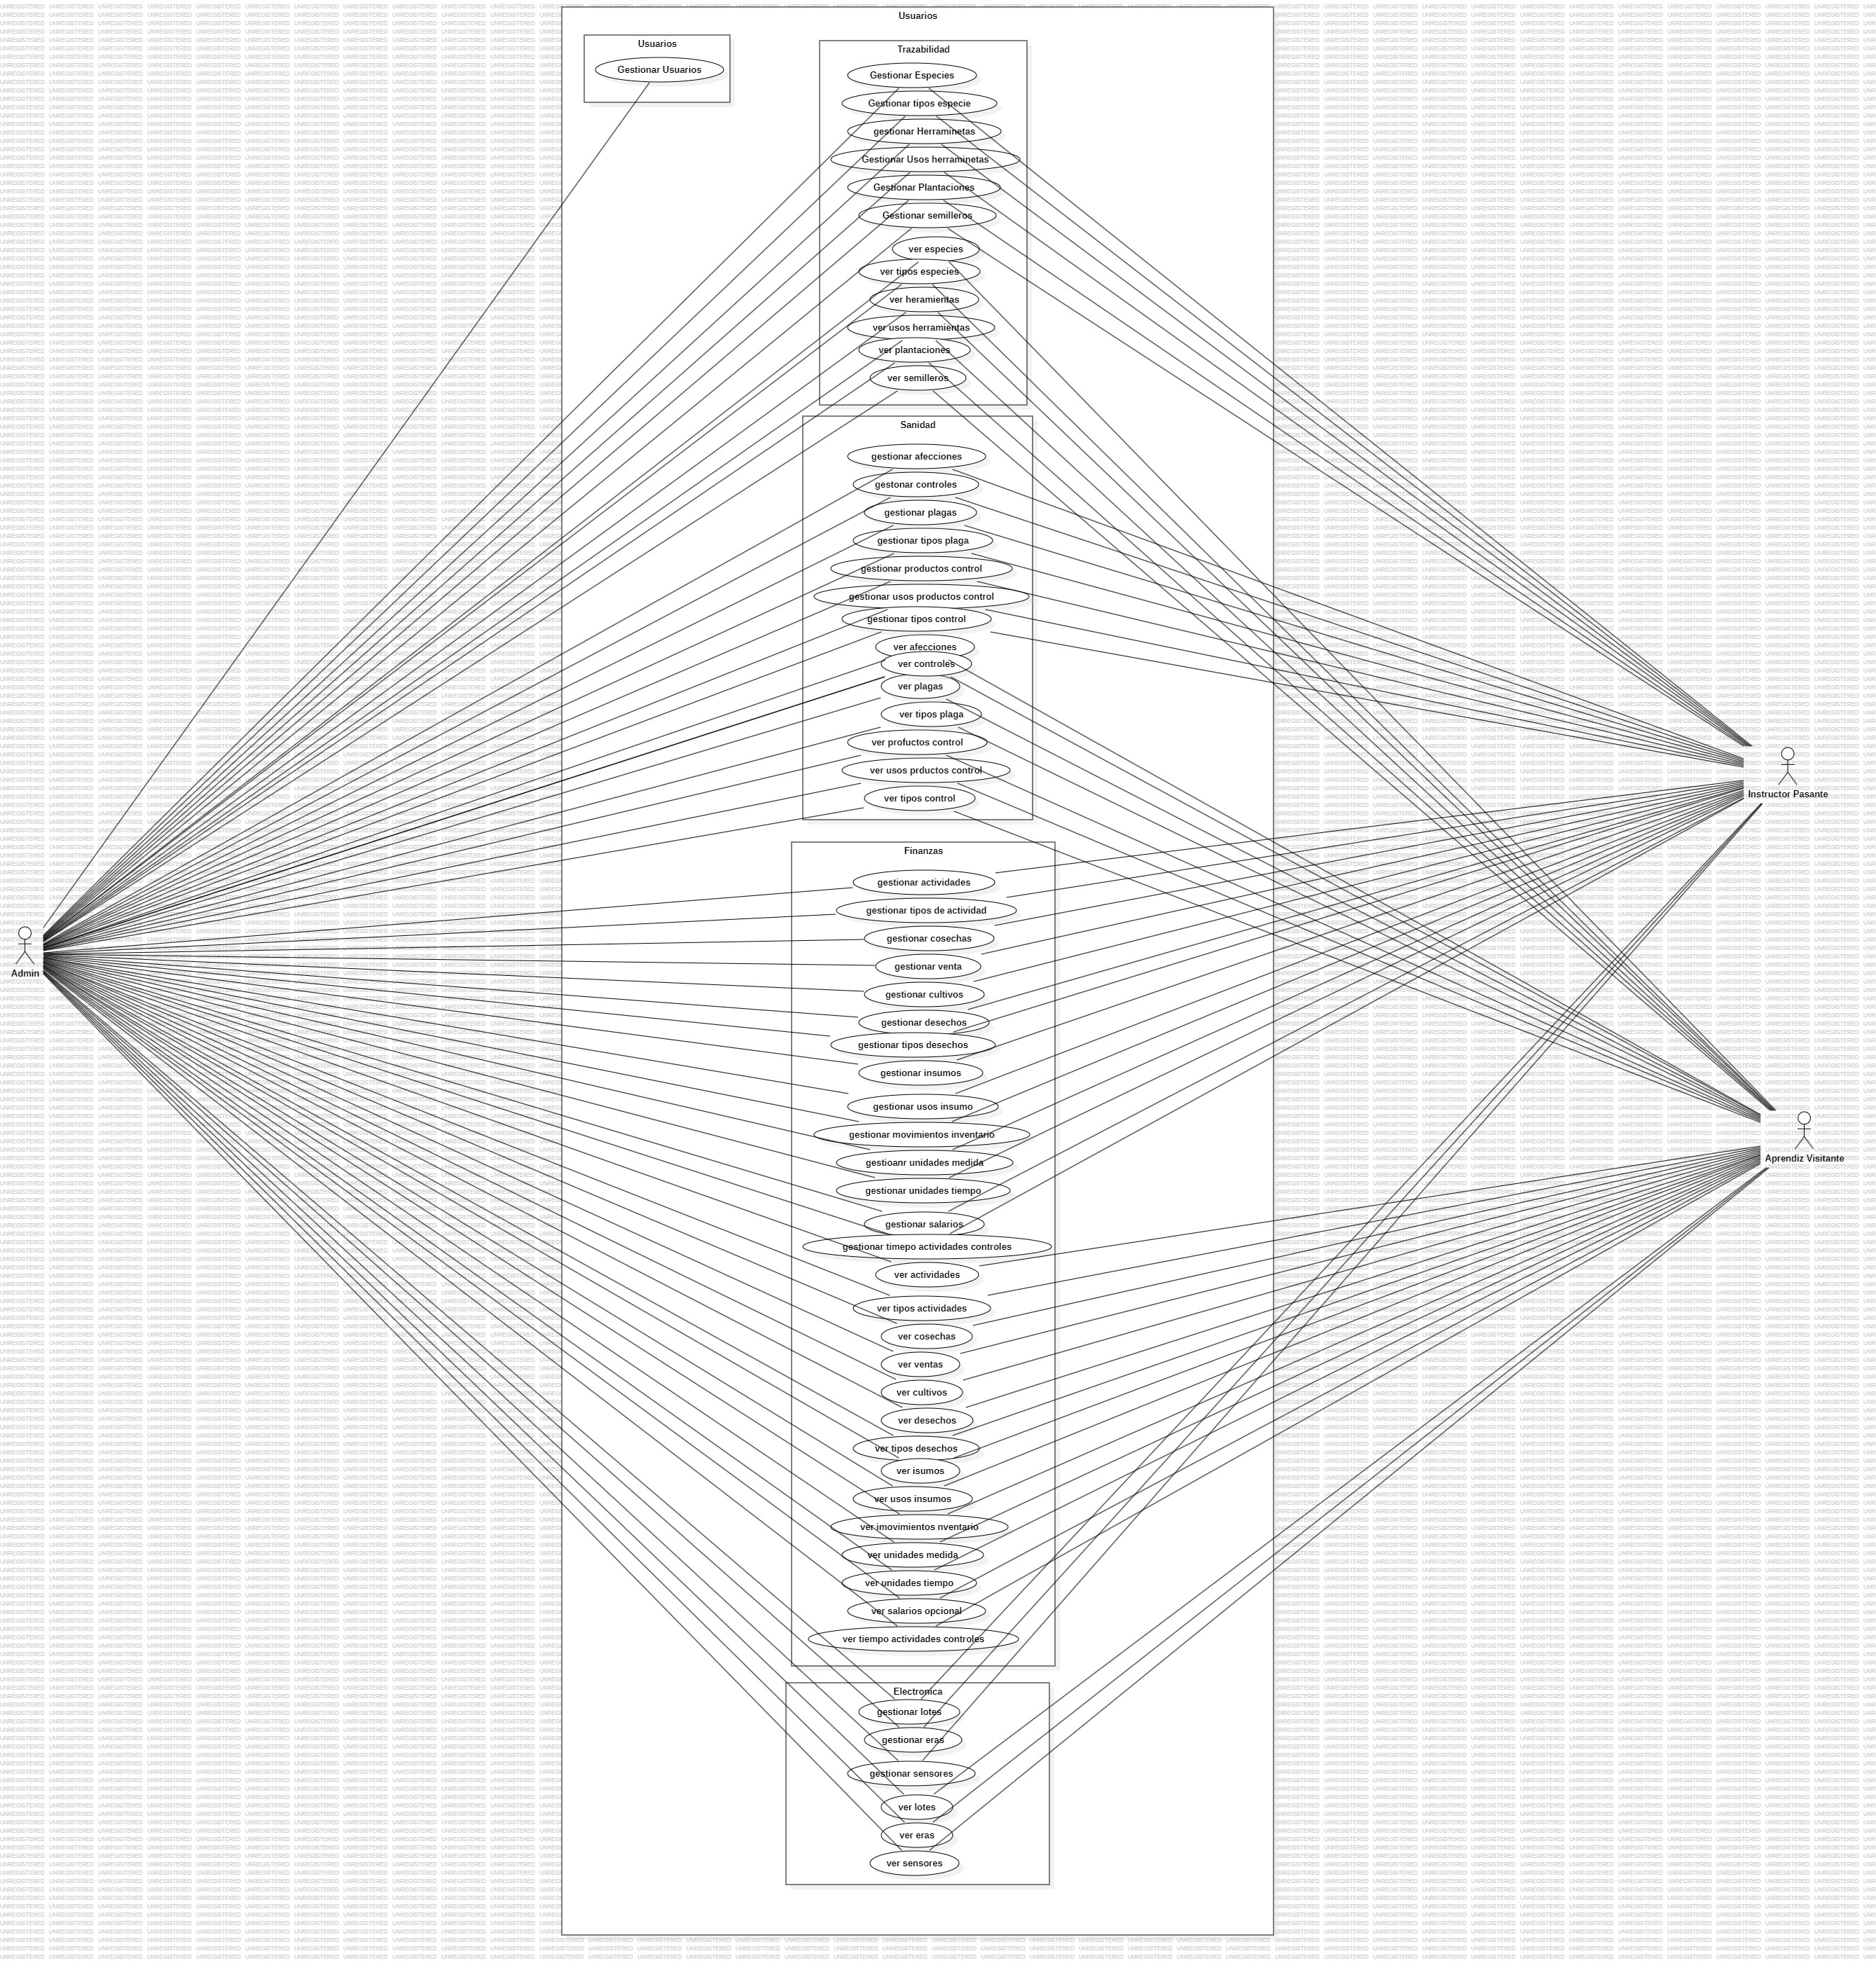 Usuarios
Usuarios
Gestionar Usuarios
Trazabilidad
Gestionar Especies
Gestionar tipos especie
gestionar Herraminetas
Gestionar Usos herraminetas
Gestionar Plantaciones
Gestionar semilleros
ver especies
ver tipos especies
ver heramientas
ver usos herramientas
ver plantaciones
ver semilleros
Sanidad
gestionar afecciones
gestonar controles
gestionar plagas
gestionar tipos plaga
gestionar productos control
gestionar usos productos control
gestionar tipos control
ver afecciones
ver controles
ver plagas
ver tipos plaga
ver profuctos control
ver usos prductos control
ver tipos control
Instructor Pasante
Finanzas
gestionar actividades
gestionar tipos de actividad
gestionar cosechas
gestionar venta
Admin
gestionar cultivos
gestionar desechos
gestionar tipos desechos
gestionar insumos
gestionar usos insumo
gestionar movimientos inventario
Aprendiz Visitante
gestioanr unidades medida
gestionar unidades tiempo
gestionar salarios
gestionar timepo actividades controles
ver actividades
ver tipos actividades
ver cosechas
ver ventas
ver cultivos
ver desechos
ver tipos desechos
ver isumos
ver usos insumos
ver imovimientos nventario
ver unidades medida
ver unidades tiempo
ver salarios opcional
ver tiempo actividades controles
Electronica
gestionar lotes
gestionar eras
gestionar sensores
ver lotes
ver eras
ver sensores
UNREGISTERED